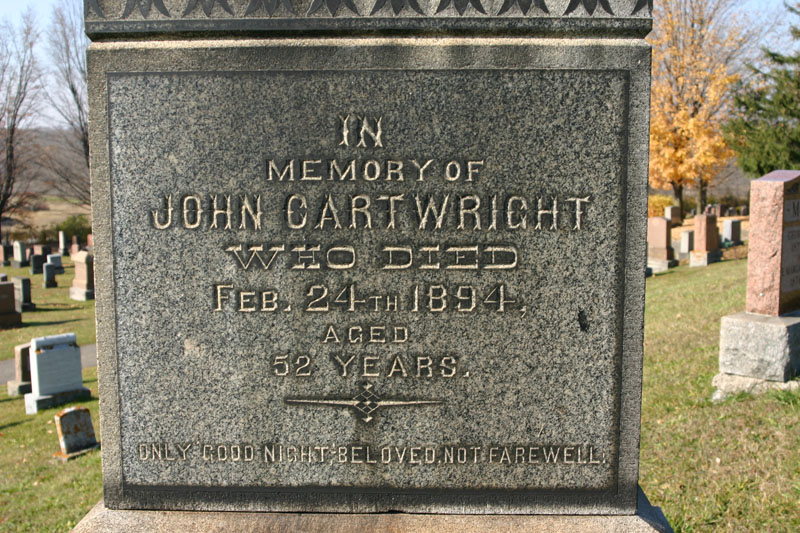 IN
MEMORY OF
JOHN CARTWRIGHT
WHO DIED
FEB. 24TH 1894,
AGED
52 YEARS.
ONLY "GOOD NIGHT" BELOVED, NOT FAREWELL.